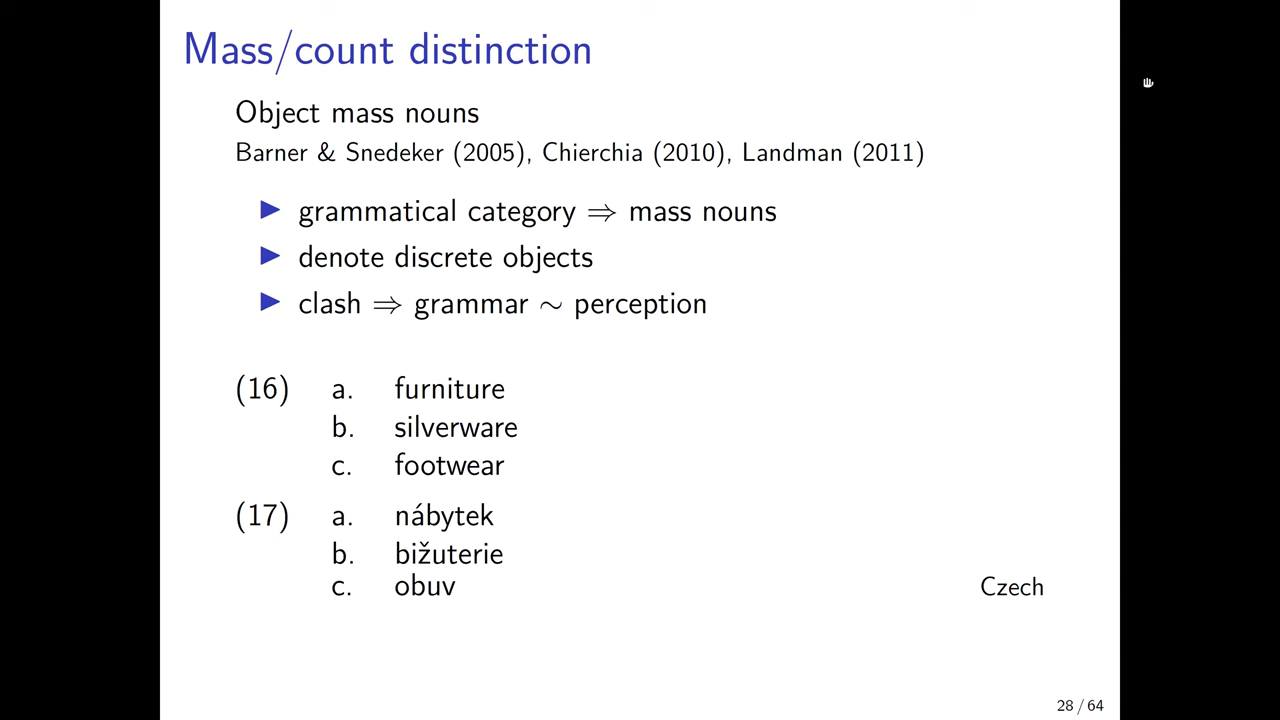 Mass/count distinction
Object mass nouns
Barner & Snedeker (2005), Chierchia (2010), Landman (2011)
▶ grammatical category ⇒ mass nouns
▶ denote discrete objects
▶ clash ⇒ grammar ∼ perception
(16) a. furniture
b. silverware
c. footwear
(17) a. nábytek
b. bižuterie
c. obuv Czech
28 / 64